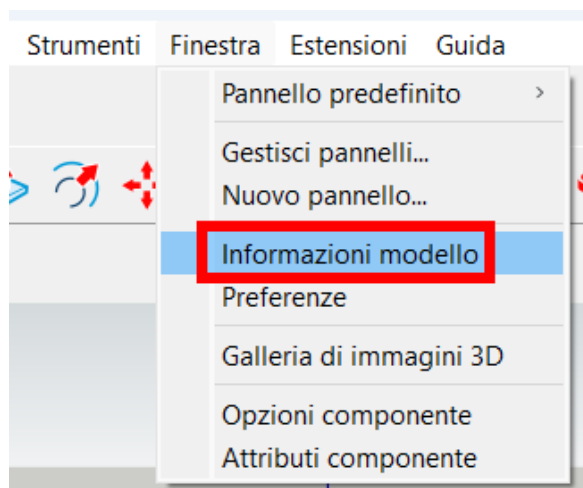 Strumenti Finestra Estensioni Guida
Pannello predefinito
Gestisci pannelli...
Nuovo pannello...
Informazioni modello
Preferenze
Galleria di immagini 3D
Opzioni componente
Attributi componente